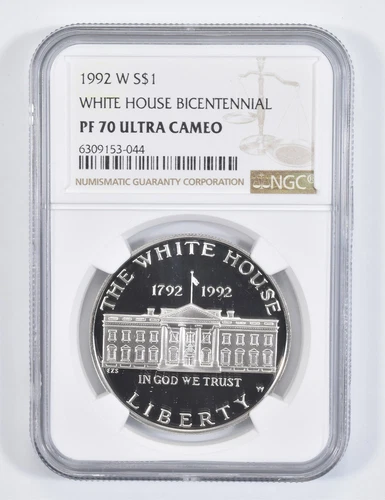 1992 W S$1
WHITE HOUSE BICENTENNIAL
PF 70 ULTRA CAMEO
6309153-044
NUMISMATIC GUARANTY CORPORATION
NGC
THE WHITE HOUSE
1792 1992
IN GOD WE TRUST
W
LIBERTY